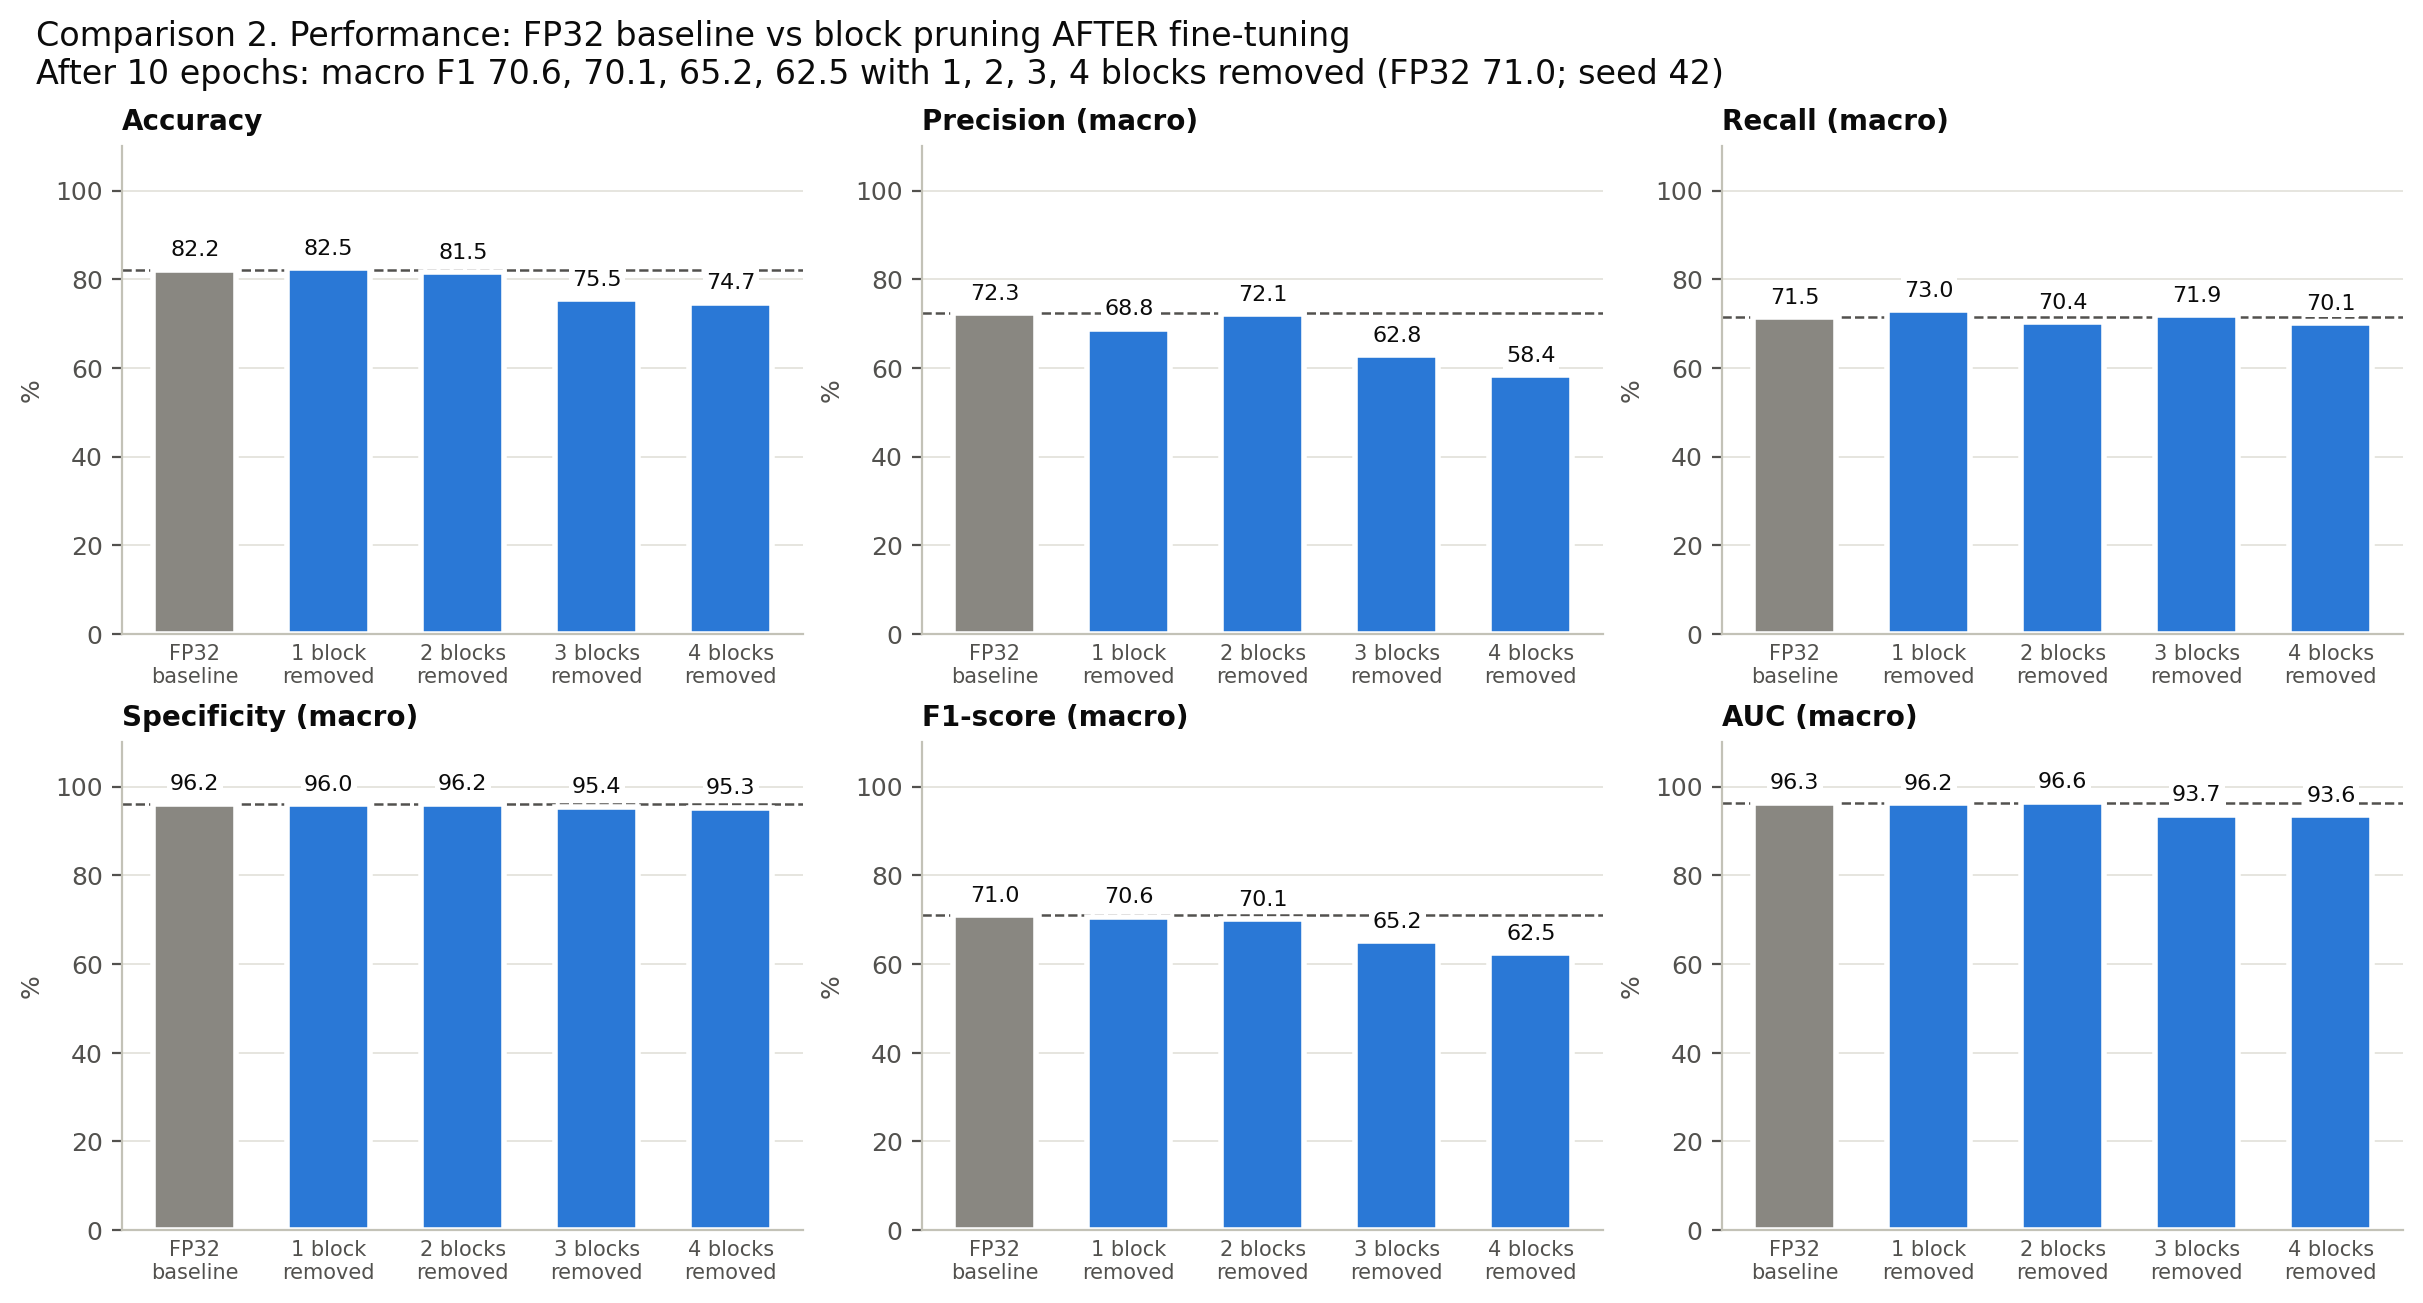 Comparison 2. Performance: FP32 baseline vs block pruning AFTER fine-tuning
After 10 epochs: macro F1 70.6, 70.1, 65.2, 62.5 with 1, 2, 3, 4 blocks removed (FP32 71.0; seed 42)
Accuracy
%
100
80
60
40
20
0
82.2
82.5
81.5
75.5
74.7
FP32 baseline
1 block removed
2 blocks removed
3 blocks removed
4 blocks removed
Precision (macro)
%
100
80
60
40
20
0
72.3
68.8
72.1
62.8
58.4
FP32 baseline
1 block removed
2 blocks removed
3 blocks removed
4 blocks removed
Recall (macro)
%
100
80
60
40
20
0
71.5
73.0
70.4
71.9
70.1
FP32 baseline
1 block removed
2 blocks removed
3 blocks removed
4 blocks removed
Specificity (macro)
%
100
80
60
40
20
0
96.2
96.0
96.2
95.4
95.3
FP32 baseline
1 block removed
2 blocks removed
3 blocks removed
4 blocks removed
F1-score (macro)
%
100
80
60
40
20
0
71.0
70.6
70.1
65.2
62.5
FP32 baseline
1 block removed
2 blocks removed
3 blocks removed
4 blocks removed
AUC (macro)
%
100
80
60
40
20
0
96.3
96.2
96.6
93.7
93.6
FP32 baseline
1 block removed
2 blocks removed
3 blocks removed
4 blocks removed